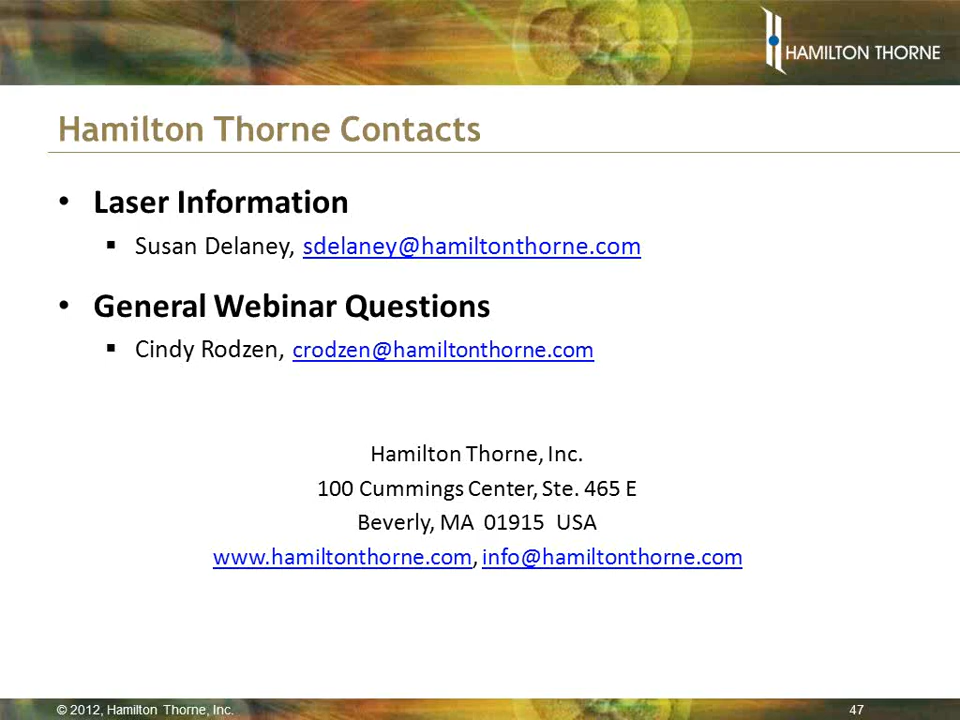 HAMILTON THORNE
Hamilton Thorne Contacts
• Laser Information
▪ Susan Delaney, sdelaney@hamiltonthorne.com
• General Webinar Questions
▪ Cindy Rodzen, crodzen@hamiltonthorne.com
Hamilton Thorne, Inc.
100 Cummings Center, Ste. 465 E
Beverly, MA 01915 USA
www.hamiltonthorne.com, info@hamiltonthorne.com
© 2012, Hamilton Thorne, Inc. 47